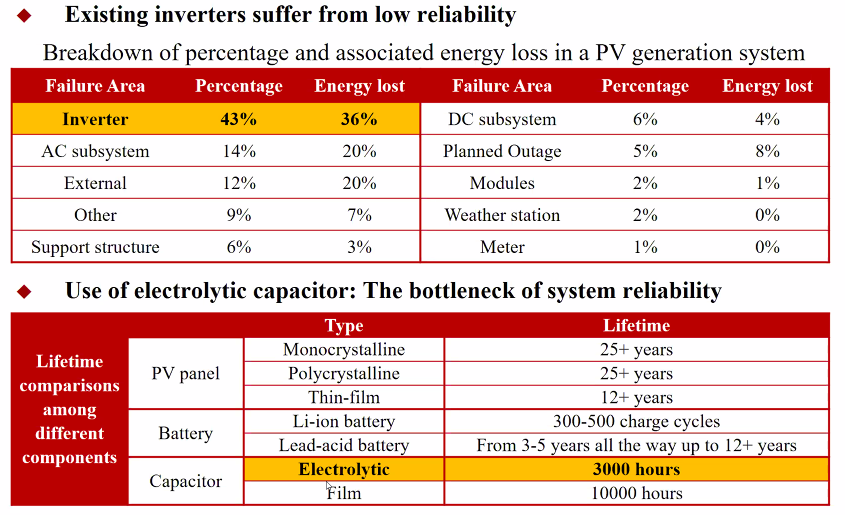 Existing inverters suffer from low reliability
Breakdown of percentage and associated energy loss in a PV generation system
Failure Area Percentage Energy lost Failure Area Percentage Energy lost
Inverter 43% 36% DC subsystem 6% 4%
AC subsystem 14% 20% Planned Outage 5% 8%
External 12% 20% Modules 2% 1%
Other 9% 7% Weather station 2% 0%
Support structure 6% 3% Meter 1% 0%
Use of electrolytic capacitor: The bottleneck of system reliability
Lifetime
comparisons
among
different
components
Type Lifetime
PV panel
Monocrystalline 25+ years
Polycrystalline 25+ years
Thin-film 12+ years
Battery
Li-ion battery 300-500 charge cycles
Lead-acid battery From 3-5 years all the way up to 12+ years
Capacitor
Electrolytic 3000 hours
Film 10000 hours